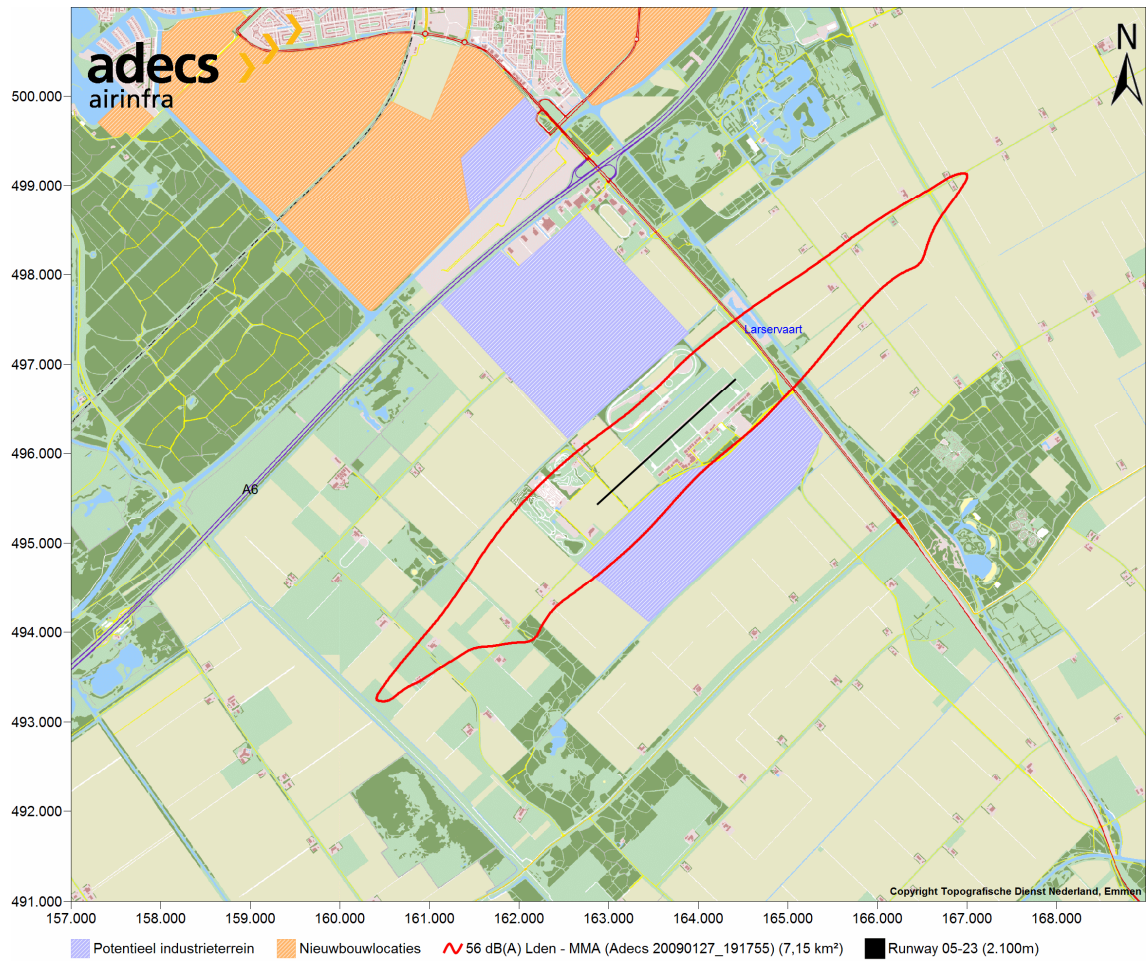 adecs
airinfra
N
500.000
499.000
498.000
497.000
496.000
495.000
494.000
493.000
492.000
491.000
Larservaart
A6
Copyright Topografische Dienst Nederland, Emmen
157.000 158.000 159.000 160.000 161.000 162.000 163.000 164.000 165.000 166.000 167.000 168.000
Potentieel industrieterrein Nieuwbouwlocaties 56 dB(A) Lden - MMA (Adecs 20090127_191755) (7,15 km²) Runway 05-23 (2.100m)